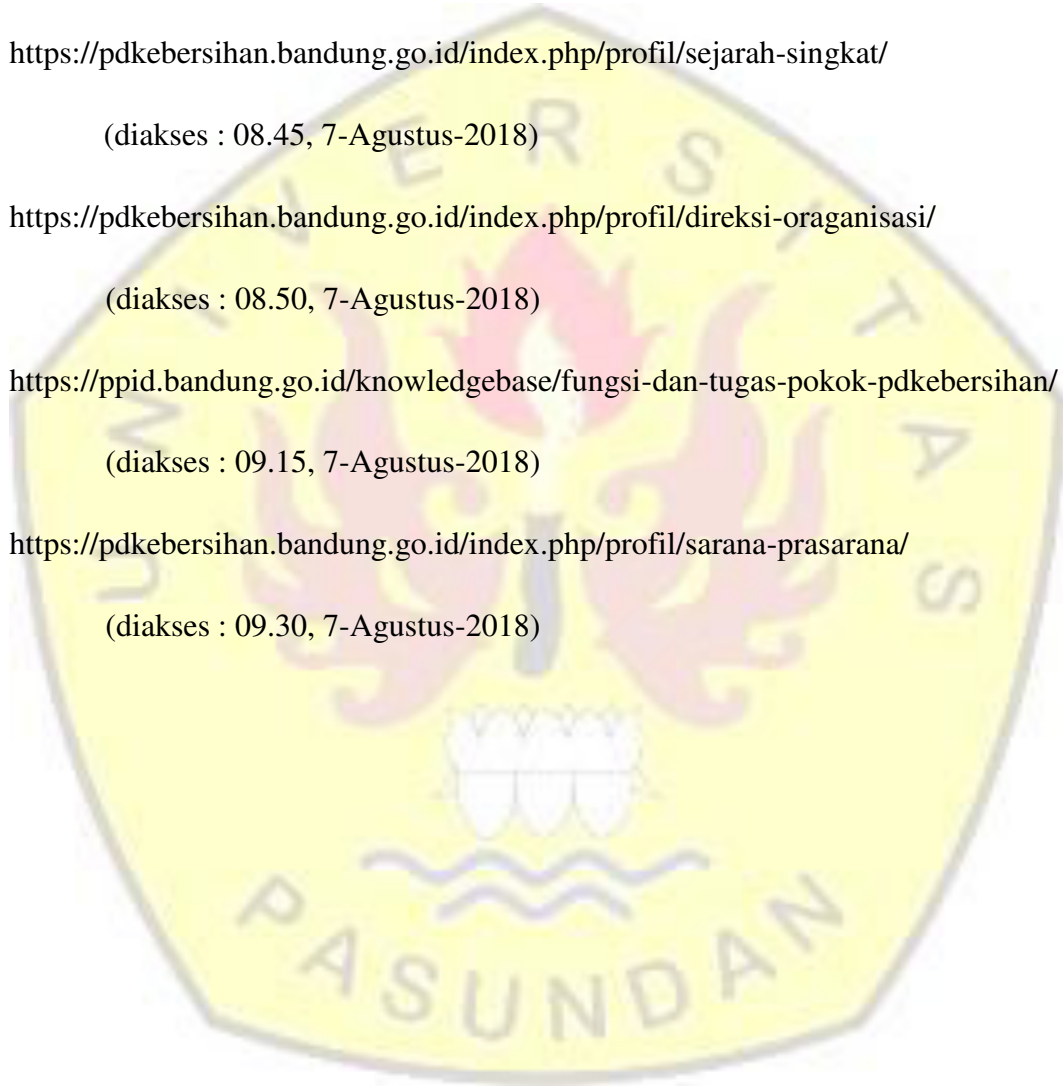 https://pdkebersihan.bandung.go.id/index.php/profil/sejarah-singkat/
(diakses : 08.45, 7-Agustus-2018)
https://pdkebersihan.bandung.go.id/index.php/profil/direksi-oraganisasi/
(diakses : 08.50, 7-Agustus-2018)
https://ppid.bandung.go.id/knowledgebase/fungsi-dan-tugas-pokok-pdkebersihan/
(diakses : 09.15, 7-Agustus-2018)
https://pdkebersihan.bandung.go.id/index.php/profil/sarana-prasarana/
(diakses : 09.30, 7-Agustus-2018)
UNIVERSITAS
PASUNDAN